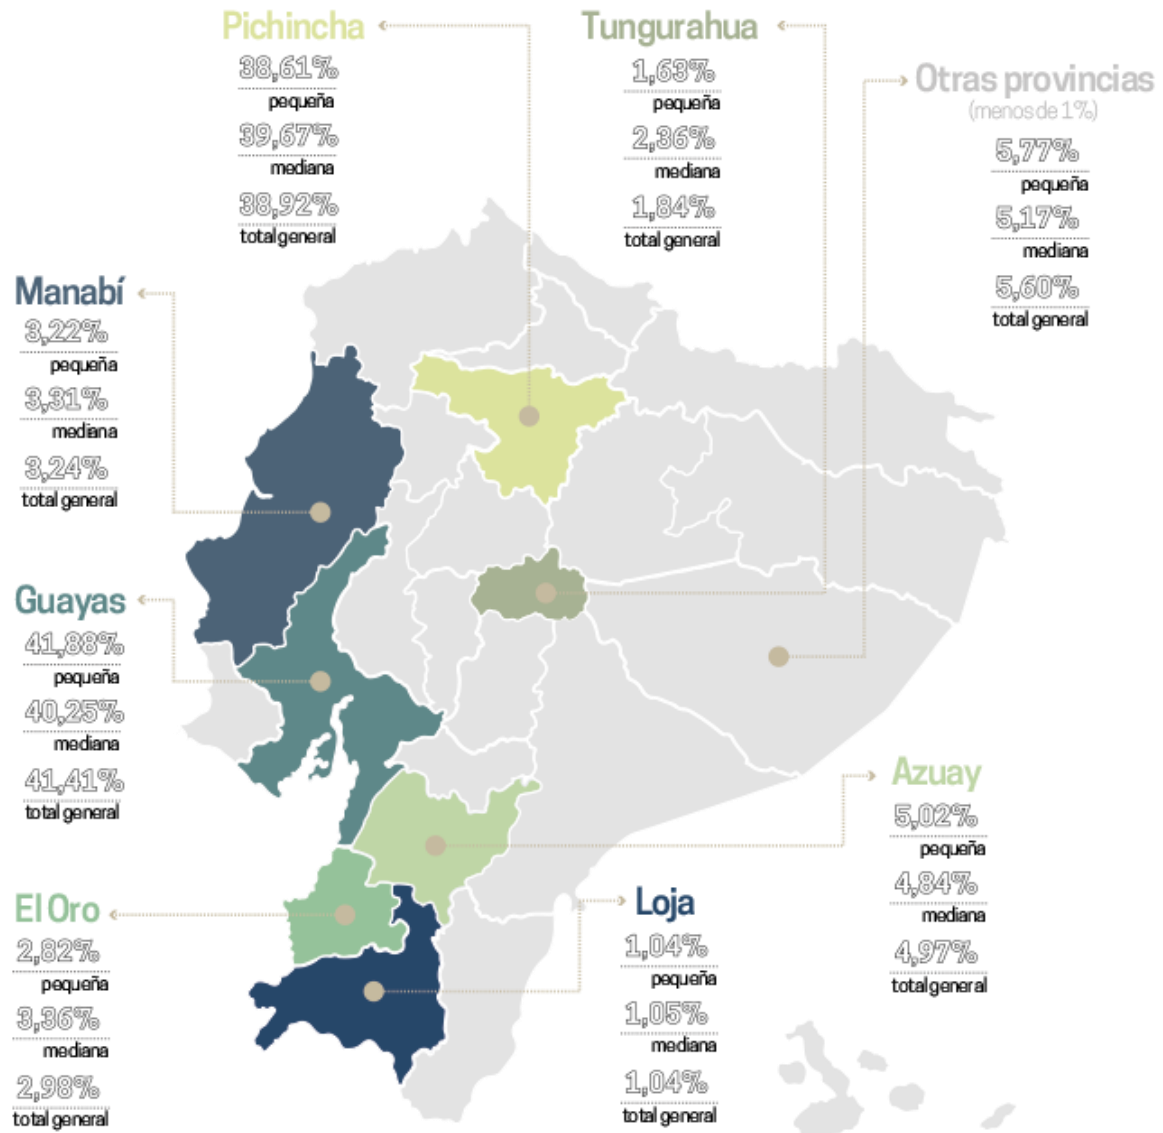 Pichincha
38,61%
pequeña
39,67%
mediana
38,92%
total general
Tungurahua
1,63%
pequeña
2,36%
mediana
1,84%
total general
Otras provincias
(menos de 1%)
5,77%
pequeña
5,17%
mediana
5,60%
total general
Manabí
3,22%
pequeña
3,31%
mediana
3,24%
total general
Guayas
41,88%
pequeña
40,25%
mediana
41,41%
total general
Azuay
5,02%
pequeña
4,84%
mediana
4,97%
total general
El Oro
2,82%
pequeña
3,36%
mediana
2,98%
total general
Loja
1,04%
pequeña
1,05%
mediana
1,04%
total general